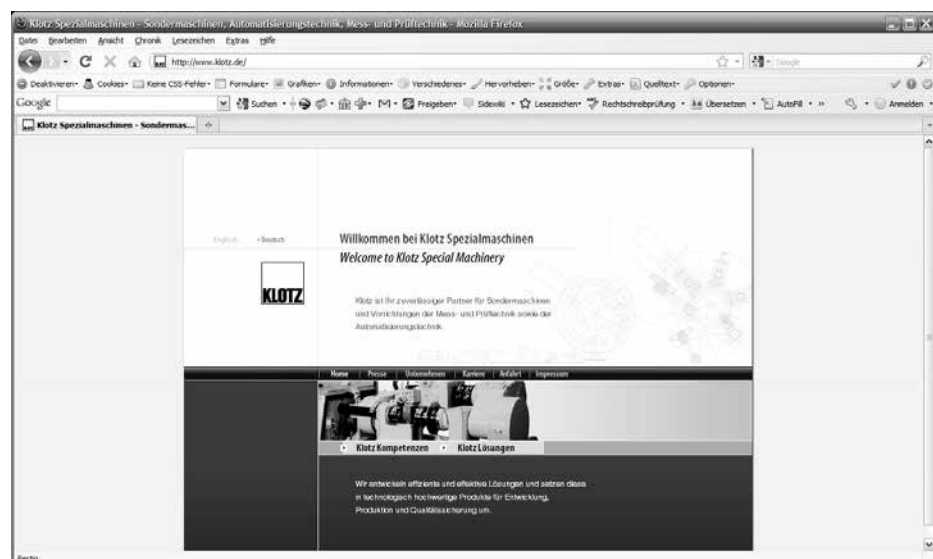 Klotz Spezialmaschinen - Sondermaschinen, Automatisierungstechnik, Mess- und Prüftechnik - Mozilla Firefox
Datei Bearbeiten Ansicht Chronik Lesezeichen Extras Hilfe
http://www.klotz.de/ Google
Deaktivieren Cookies Keine CSS-Fehler Formulare Grafiken Informationen Verschiedenes Hervorheben Größe Extras Quelltext Optionen
Google Suchen Freigeben Sidewiki Lesezeichen Rechtschreibprüfung Übersetzen AutoFill » Anmelden
Klotz Spezialmaschinen - Sondermas...
Englisch • Deutsch
Willkommen bei Klotz Spezialmaschinen
Welcome to Klotz Special Machinery
KLOTZ
Klotz ist Ihr zuverlässiger Partner für Sondermaschinen
und Vorrichtungen der Mess- und Prüftechnik sowie der
Automatisierungstechnik.
Home | Presse | Unternehmen | Karriere | Anfahrt | Impressum
Klotz Kompetenzen Klotz Lösungen
Wir entwickeln effiziente und effektive Lösungen und setzen diese
in technologisch hochwertige Produkte für Entwicklung,
Produktion und Qualitätssicherung um.
Fertig